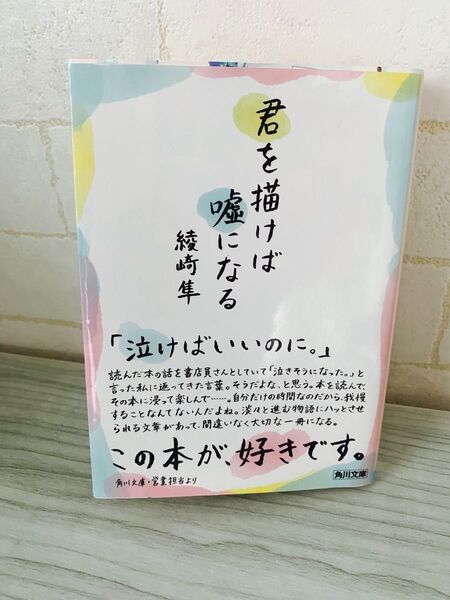 君を描けば
嘘になる
綾崎隼
「泣けばいいのに。」
読んだ本の話を書店員さんとしていて「泣きそうになった。」と
言った私に返ってきた言葉。そうだよな、と思う。本を読んで、
その本に浸って楽しんで……。自分だけの時間なのだから、我慢
することなんてないんだよね。淡々と進む物語にハッとさせ
られる文章があって、間違いなく大切な一冊になる。
この本が、好きです。
角川文庫・営業担当より
角川文庫